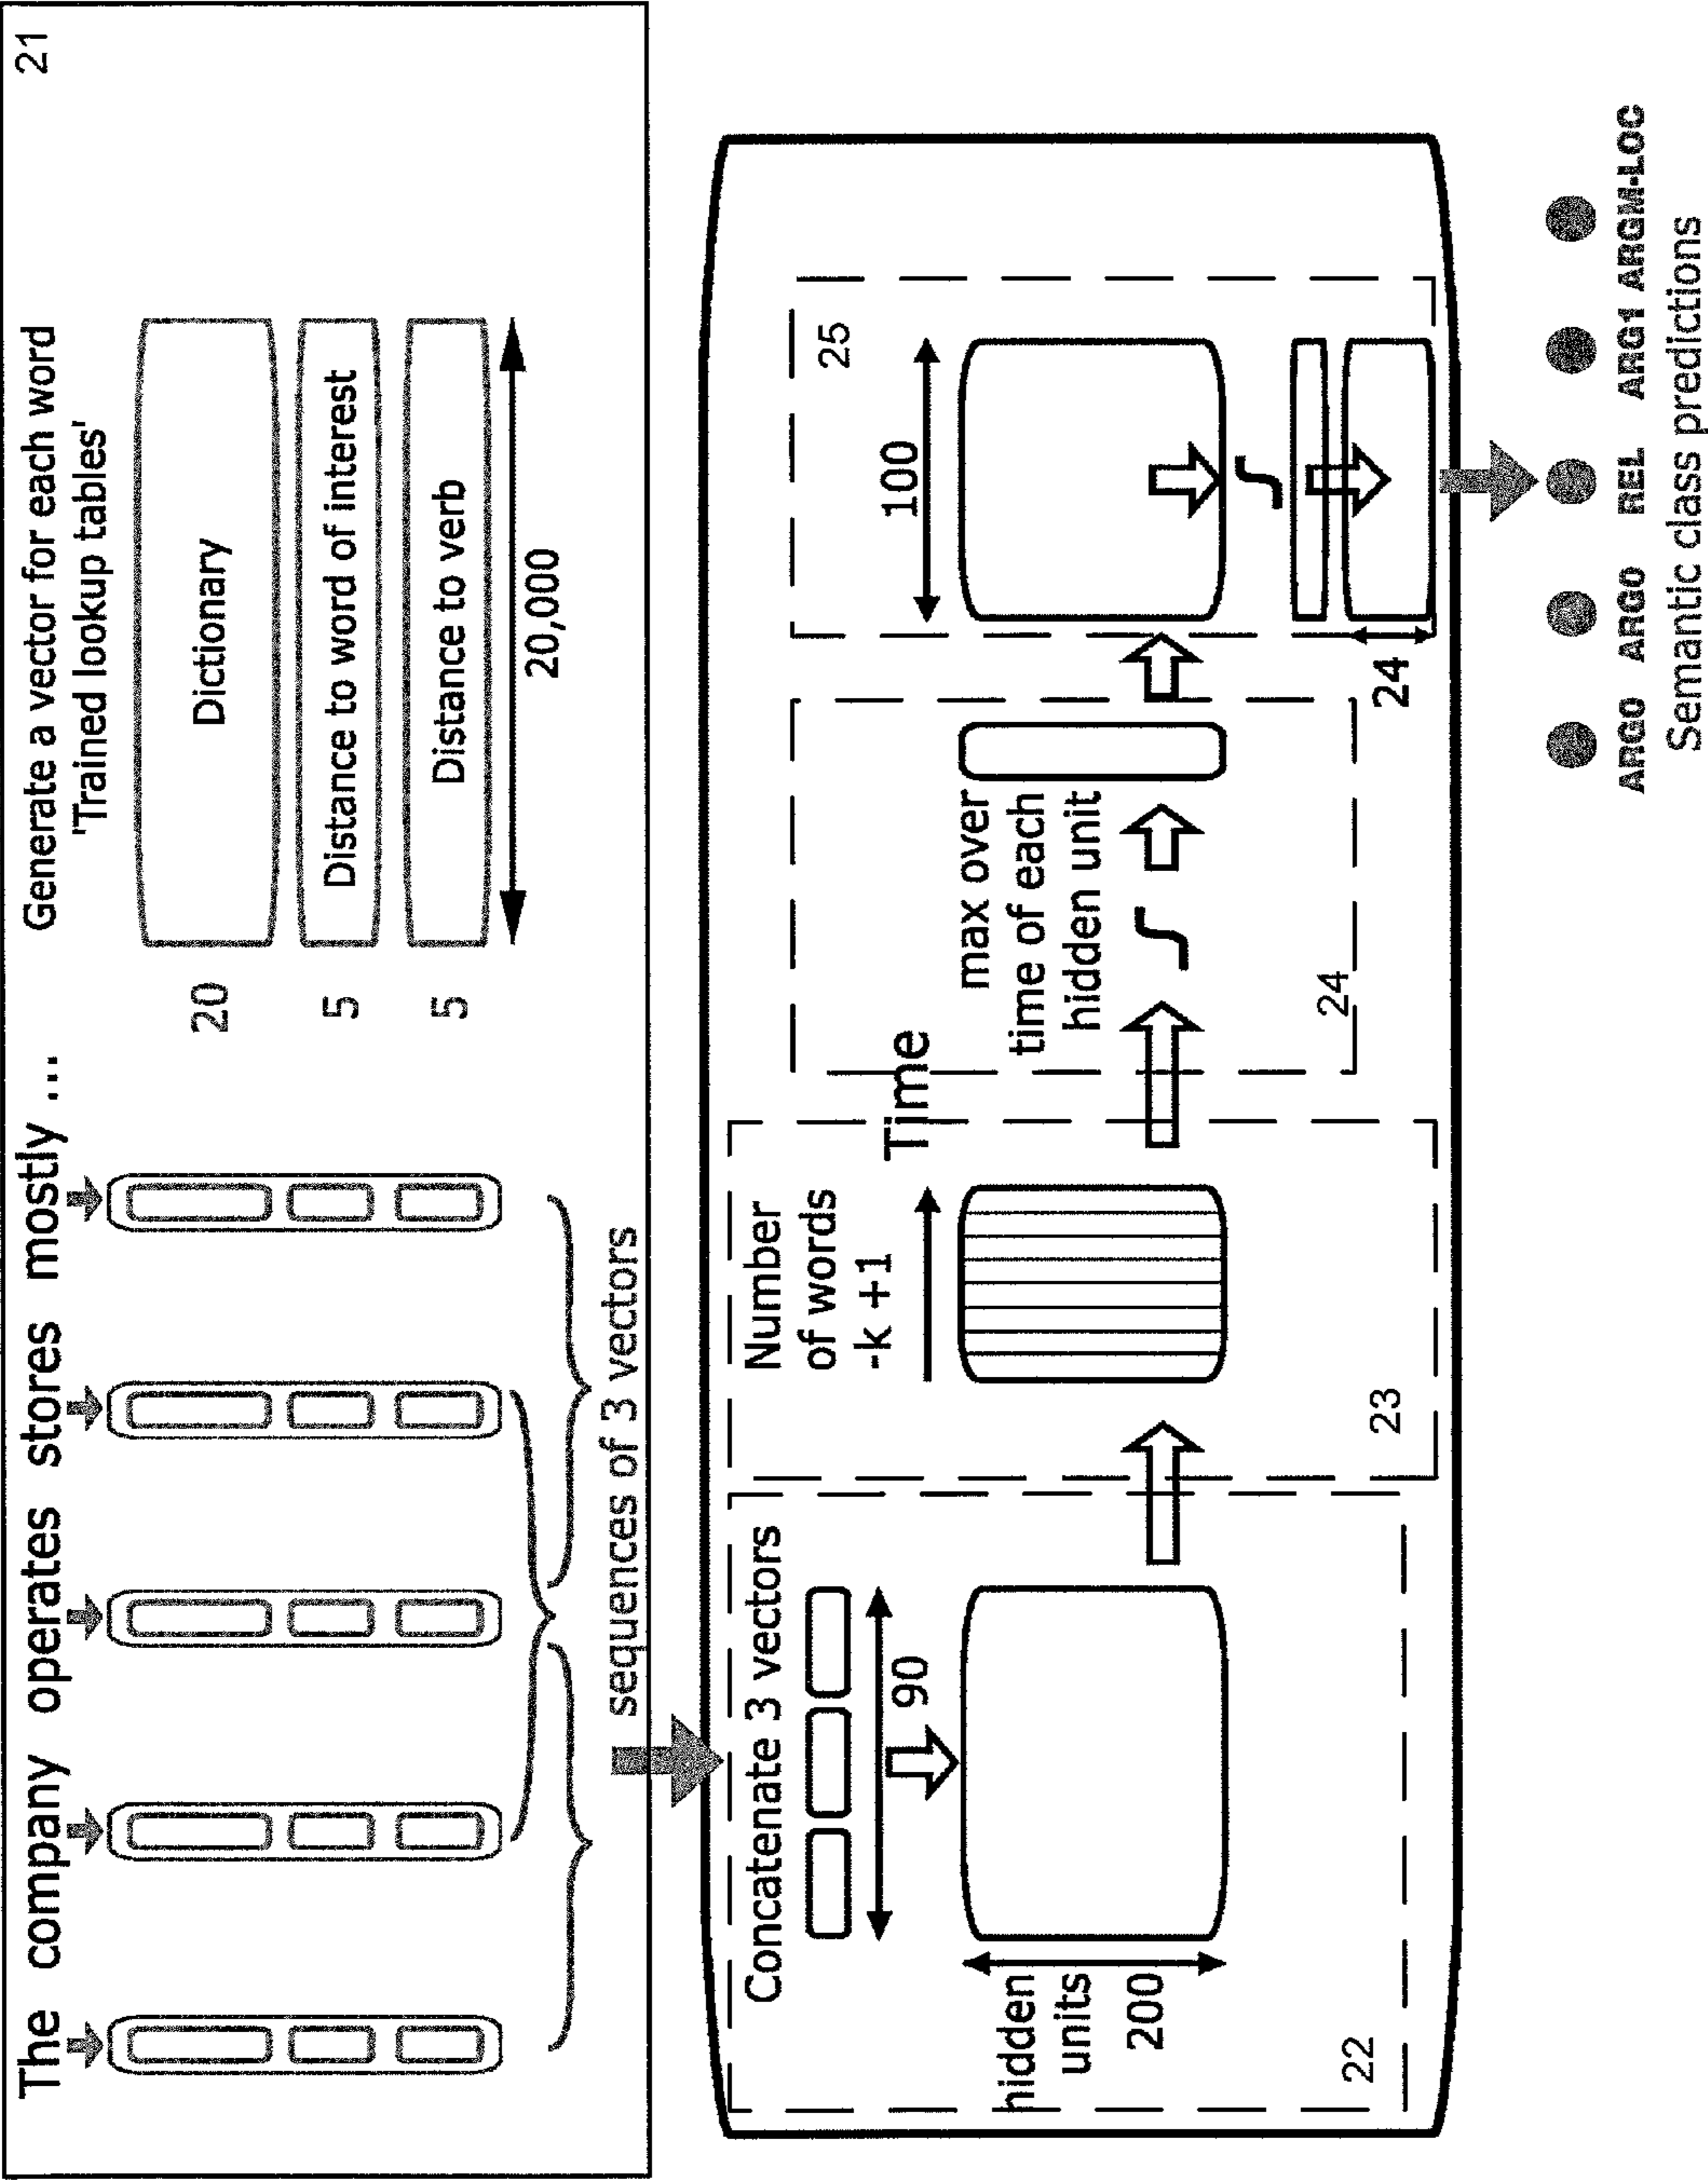 The company operates stores mostly ...
Generate a vector for each word
'Trained lookup tables'
21
20
Dictionary
5
Distance to word of interest
5
Distance to verb
20,000
sequences of 3 vectors
Concatenate 3 vectors
90
hidden
units
200
22
Number
of words
-k +1
23
Time
max over
time of each
hidden unit
24
25
100
24
ARG0 ARG0 REL ARG1 ARGM-LOC
Semantic class predictions